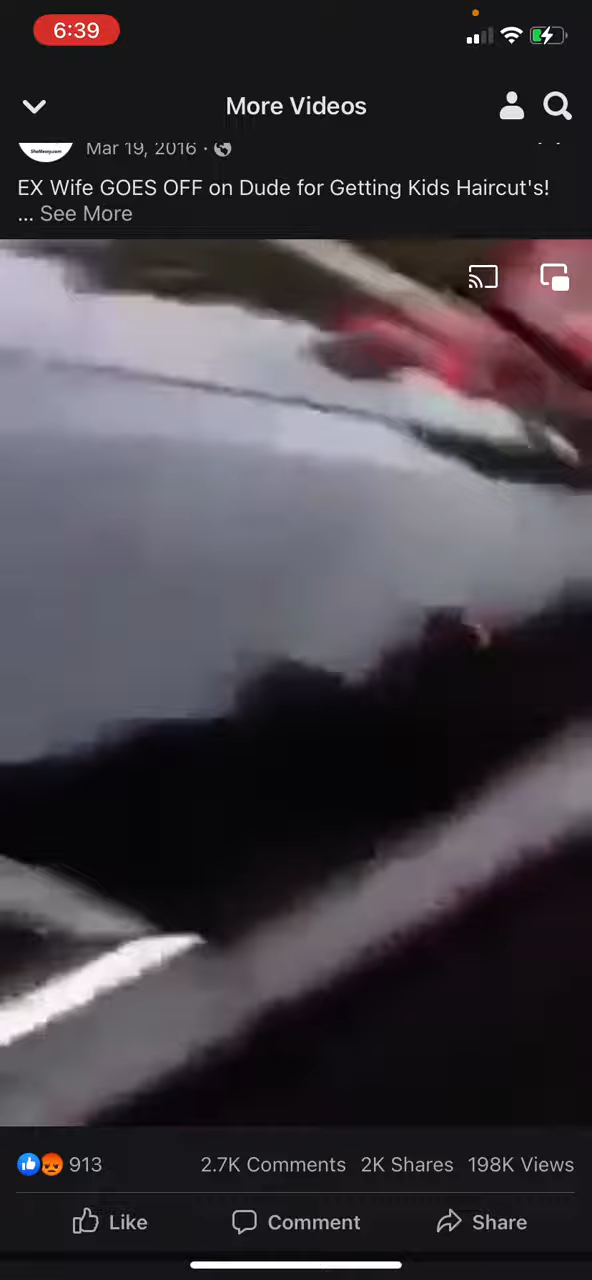 6:39
More Videos
Mar 19, 2016 ·
EX Wife GOES OFF on Dude for Getting Kids Haircut's!
... See More
913
2.7K Comments 2K Shares 198K Views
Like
Comment
Share